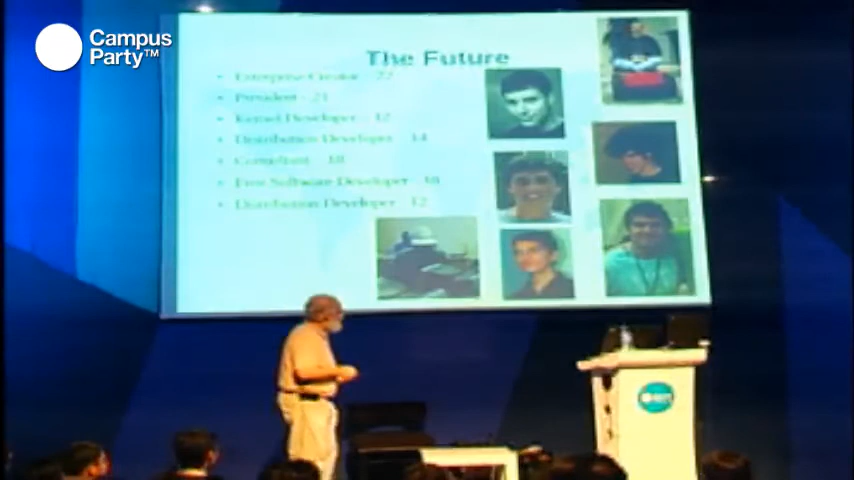 Campus
Party™
The Future
Enterprise Creator - 22
President - 21
Kernel Developer - 12
Distribution Developer - 14
Consultant - 18
Free Software Developer - 18
Distribution Developer - 12